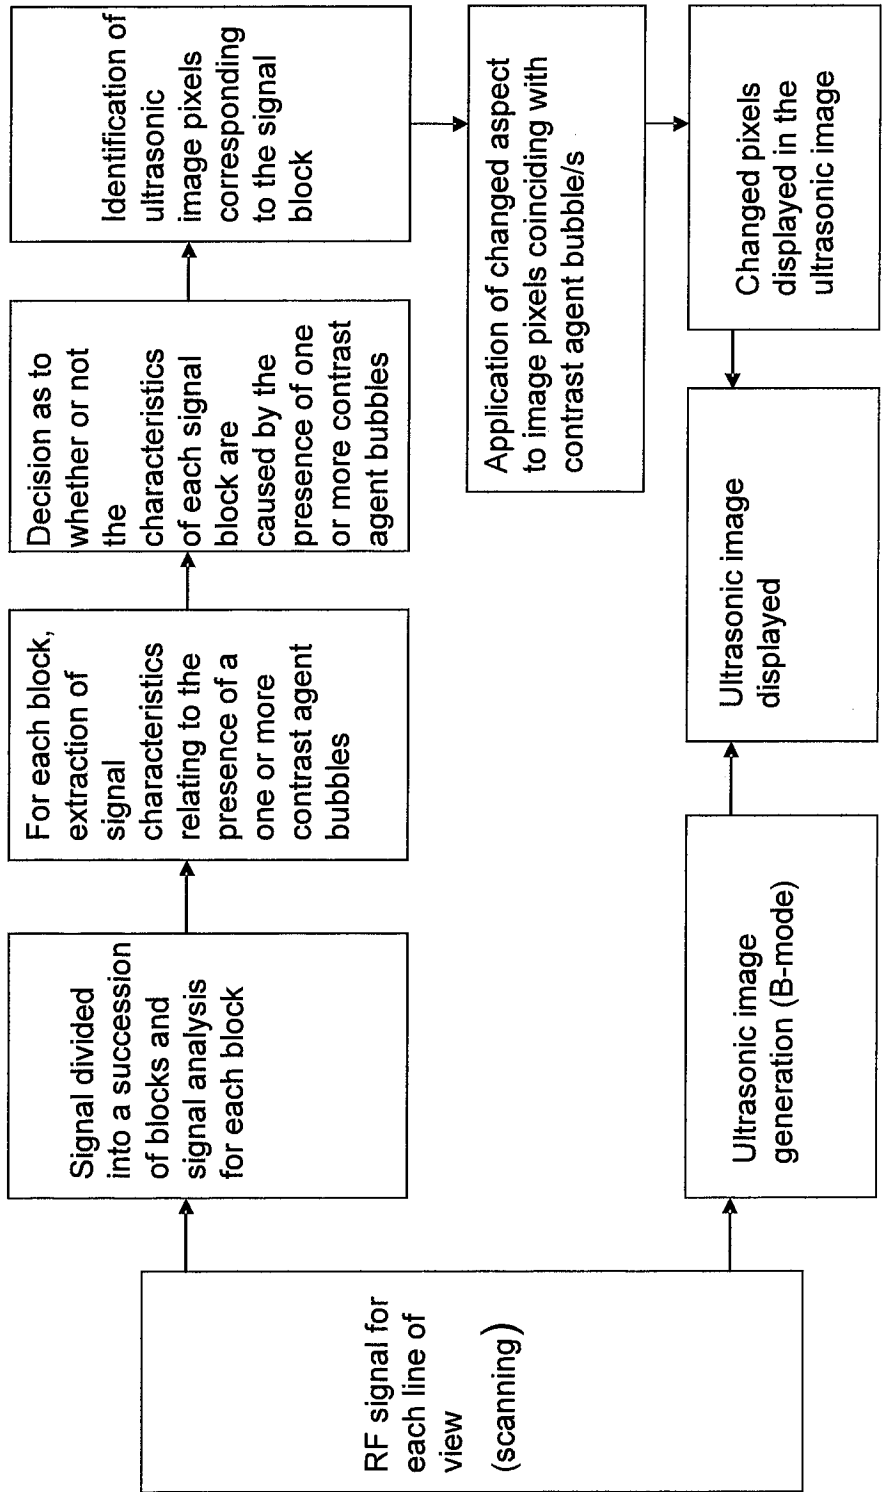 RF signal for
each line of
view
(scanning)
Signal divided
into a succession
of blocks and
signal analysis
for each block
For each block,
extraction of
signal
characteristics
relating to the
presence of a
one or more
contrast agent
bubbles
Decision as to
whether or not
the
characteristics
of each signal
block are
caused by the
presence of one
or more contrast
agent bubbles
Identification of
ultrasonic
image pixels
corresponding
to the signal
block
Application of changed aspect
to image pixels coinciding with
contrast agent bubble/s
Changed pixels
displayed in the
ultrasonic image
Ultrasonic image
generation (B-mode)
Ultrasonic image
displayed